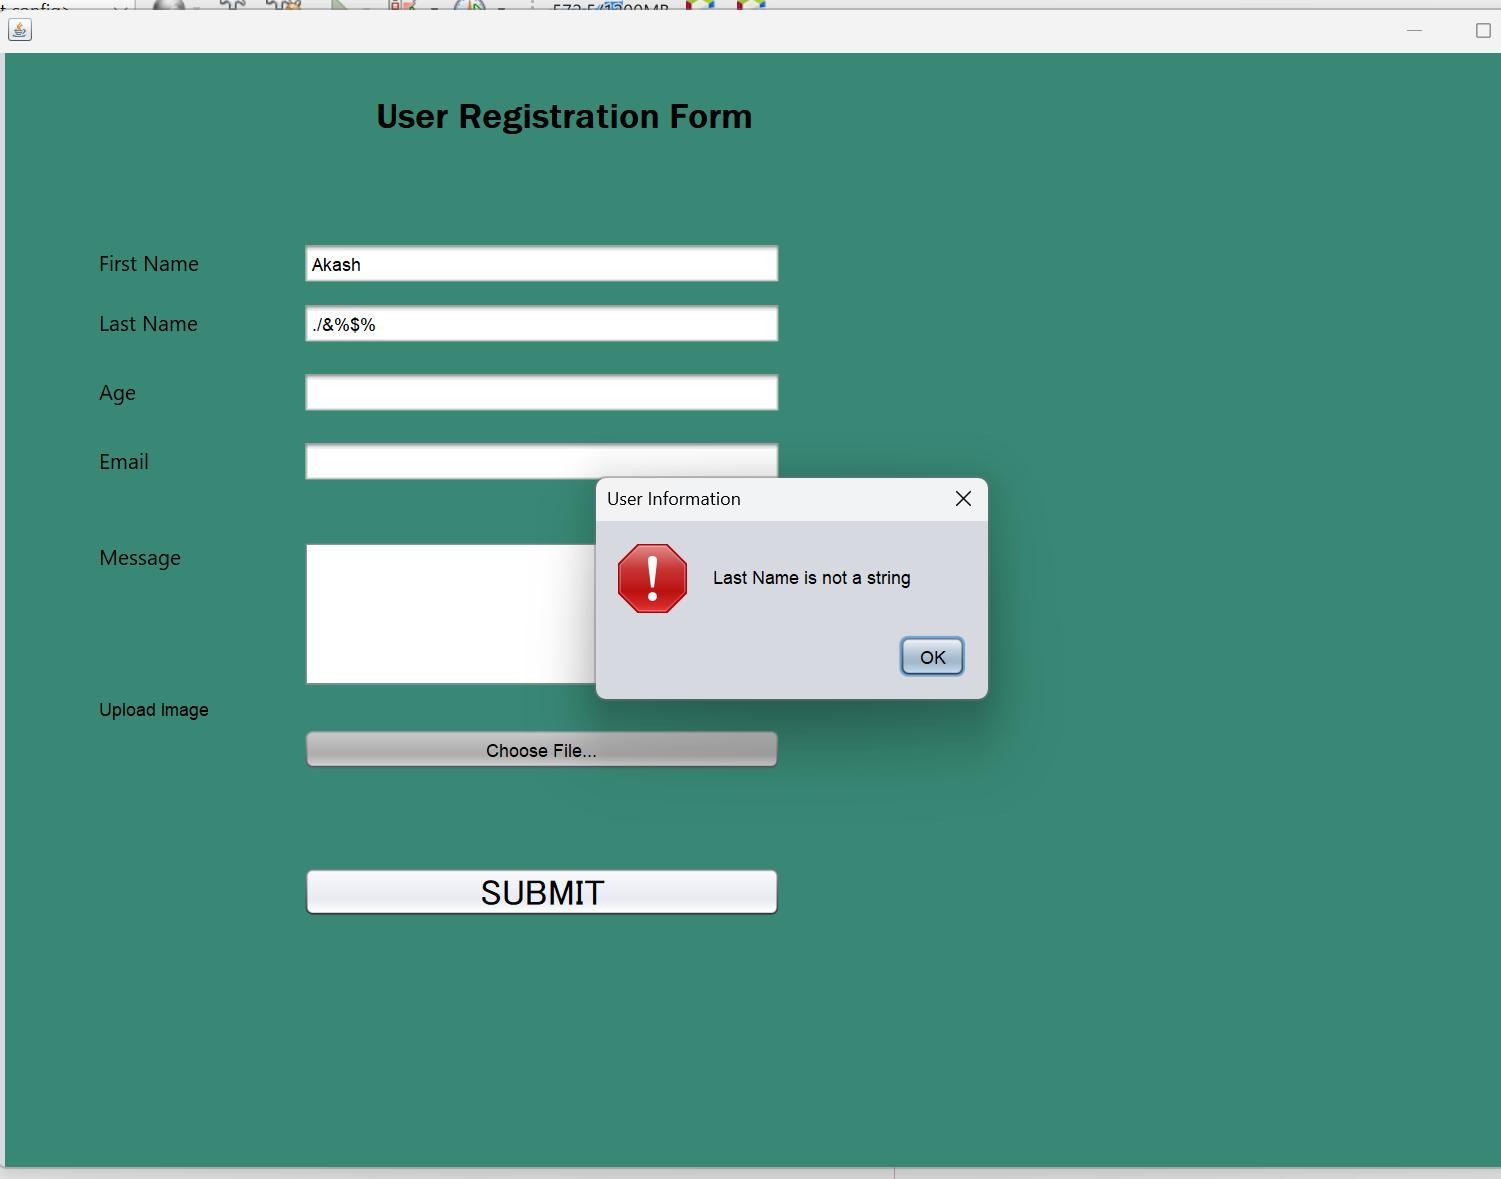 User Registration Form
First Name
Akash
Last Name
./&%$%
Age
Email
User Information
Message
Last Name is not a string
OK
Upload Image
Choose File...
SUBMIT